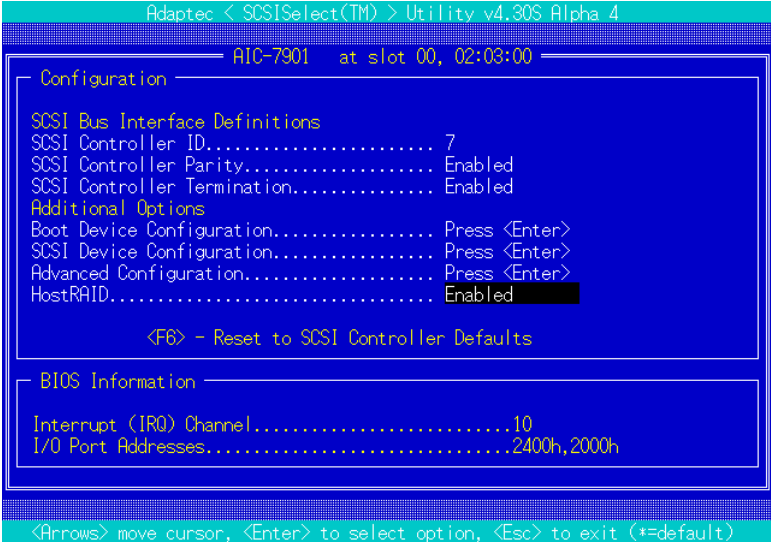 Adaptec < SCSISelect(TM) > Utility v4.30S Alpha 4
AIC-7901 at slot 00, 02:03:00
Configuration
SCSI Bus Interface Definitions
SCSI Controller ID........................ 7
SCSI Controller Parity.................... Enabled
SCSI Controller Termination............... Enabled
Additional Options
Boot Device Configuration................. Press <Enter>
SCSI Device Configuration................. Press <Enter>
Advanced Configuration.................... Press <Enter>
HostRAID.................................. Enabled
<F6> - Reset to SCSI Controller Defaults
BIOS Information
Interrupt (IRQ) Channel...........................10
I/O Port Addresses................................2400h,2000h
<Arrows> move cursor, <Enter> to select option, <Esc> to exit (*=default)